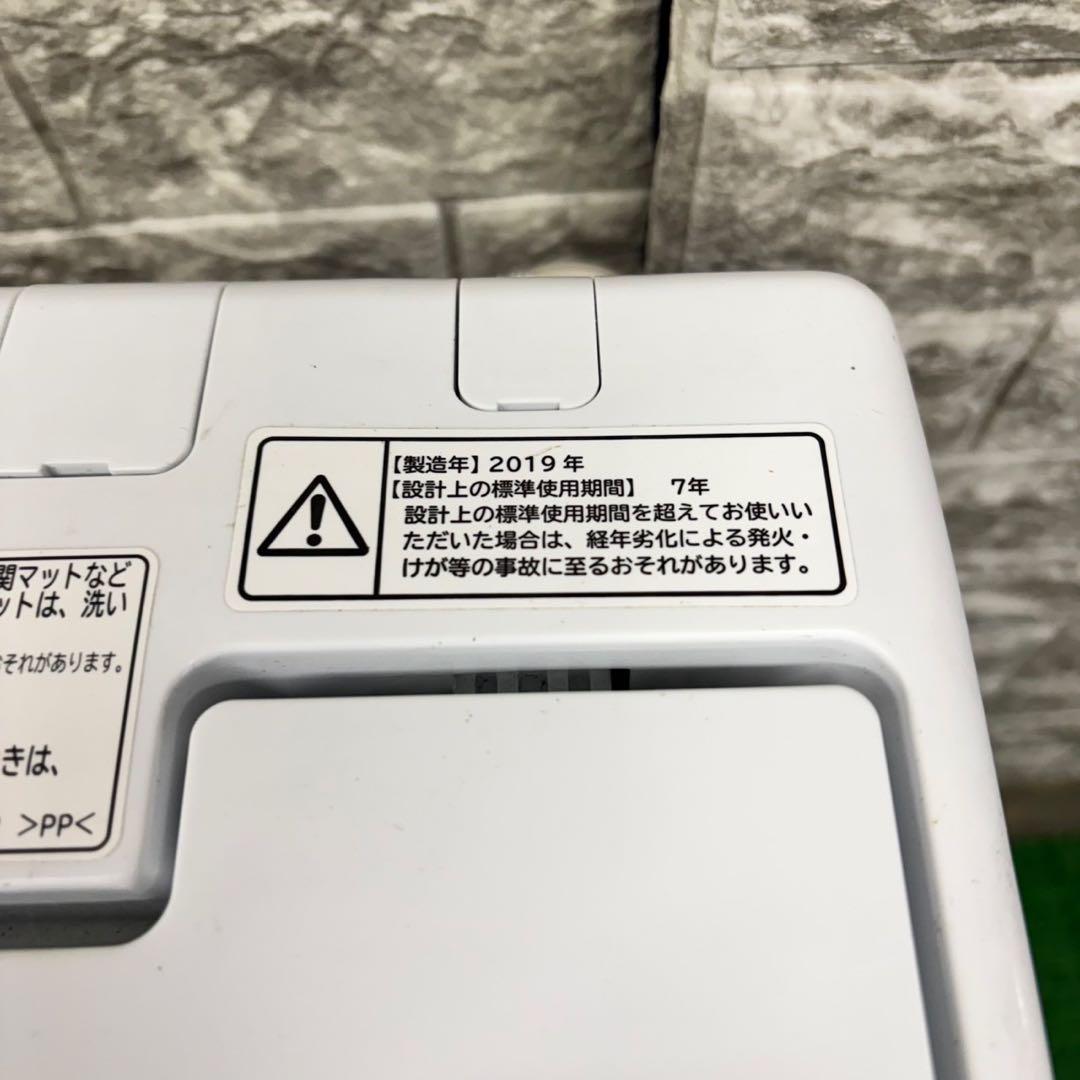 【製造年】2019年
【設計上の標準使用期間】 7年
設計上の標準使用期間を超えてお使いい
ただいた場合は、経年劣化による発火・
けが等の事故に至るおそれがあります。
関マットなど
ットは、洗い
おそれがあります。
きは、
>PP<